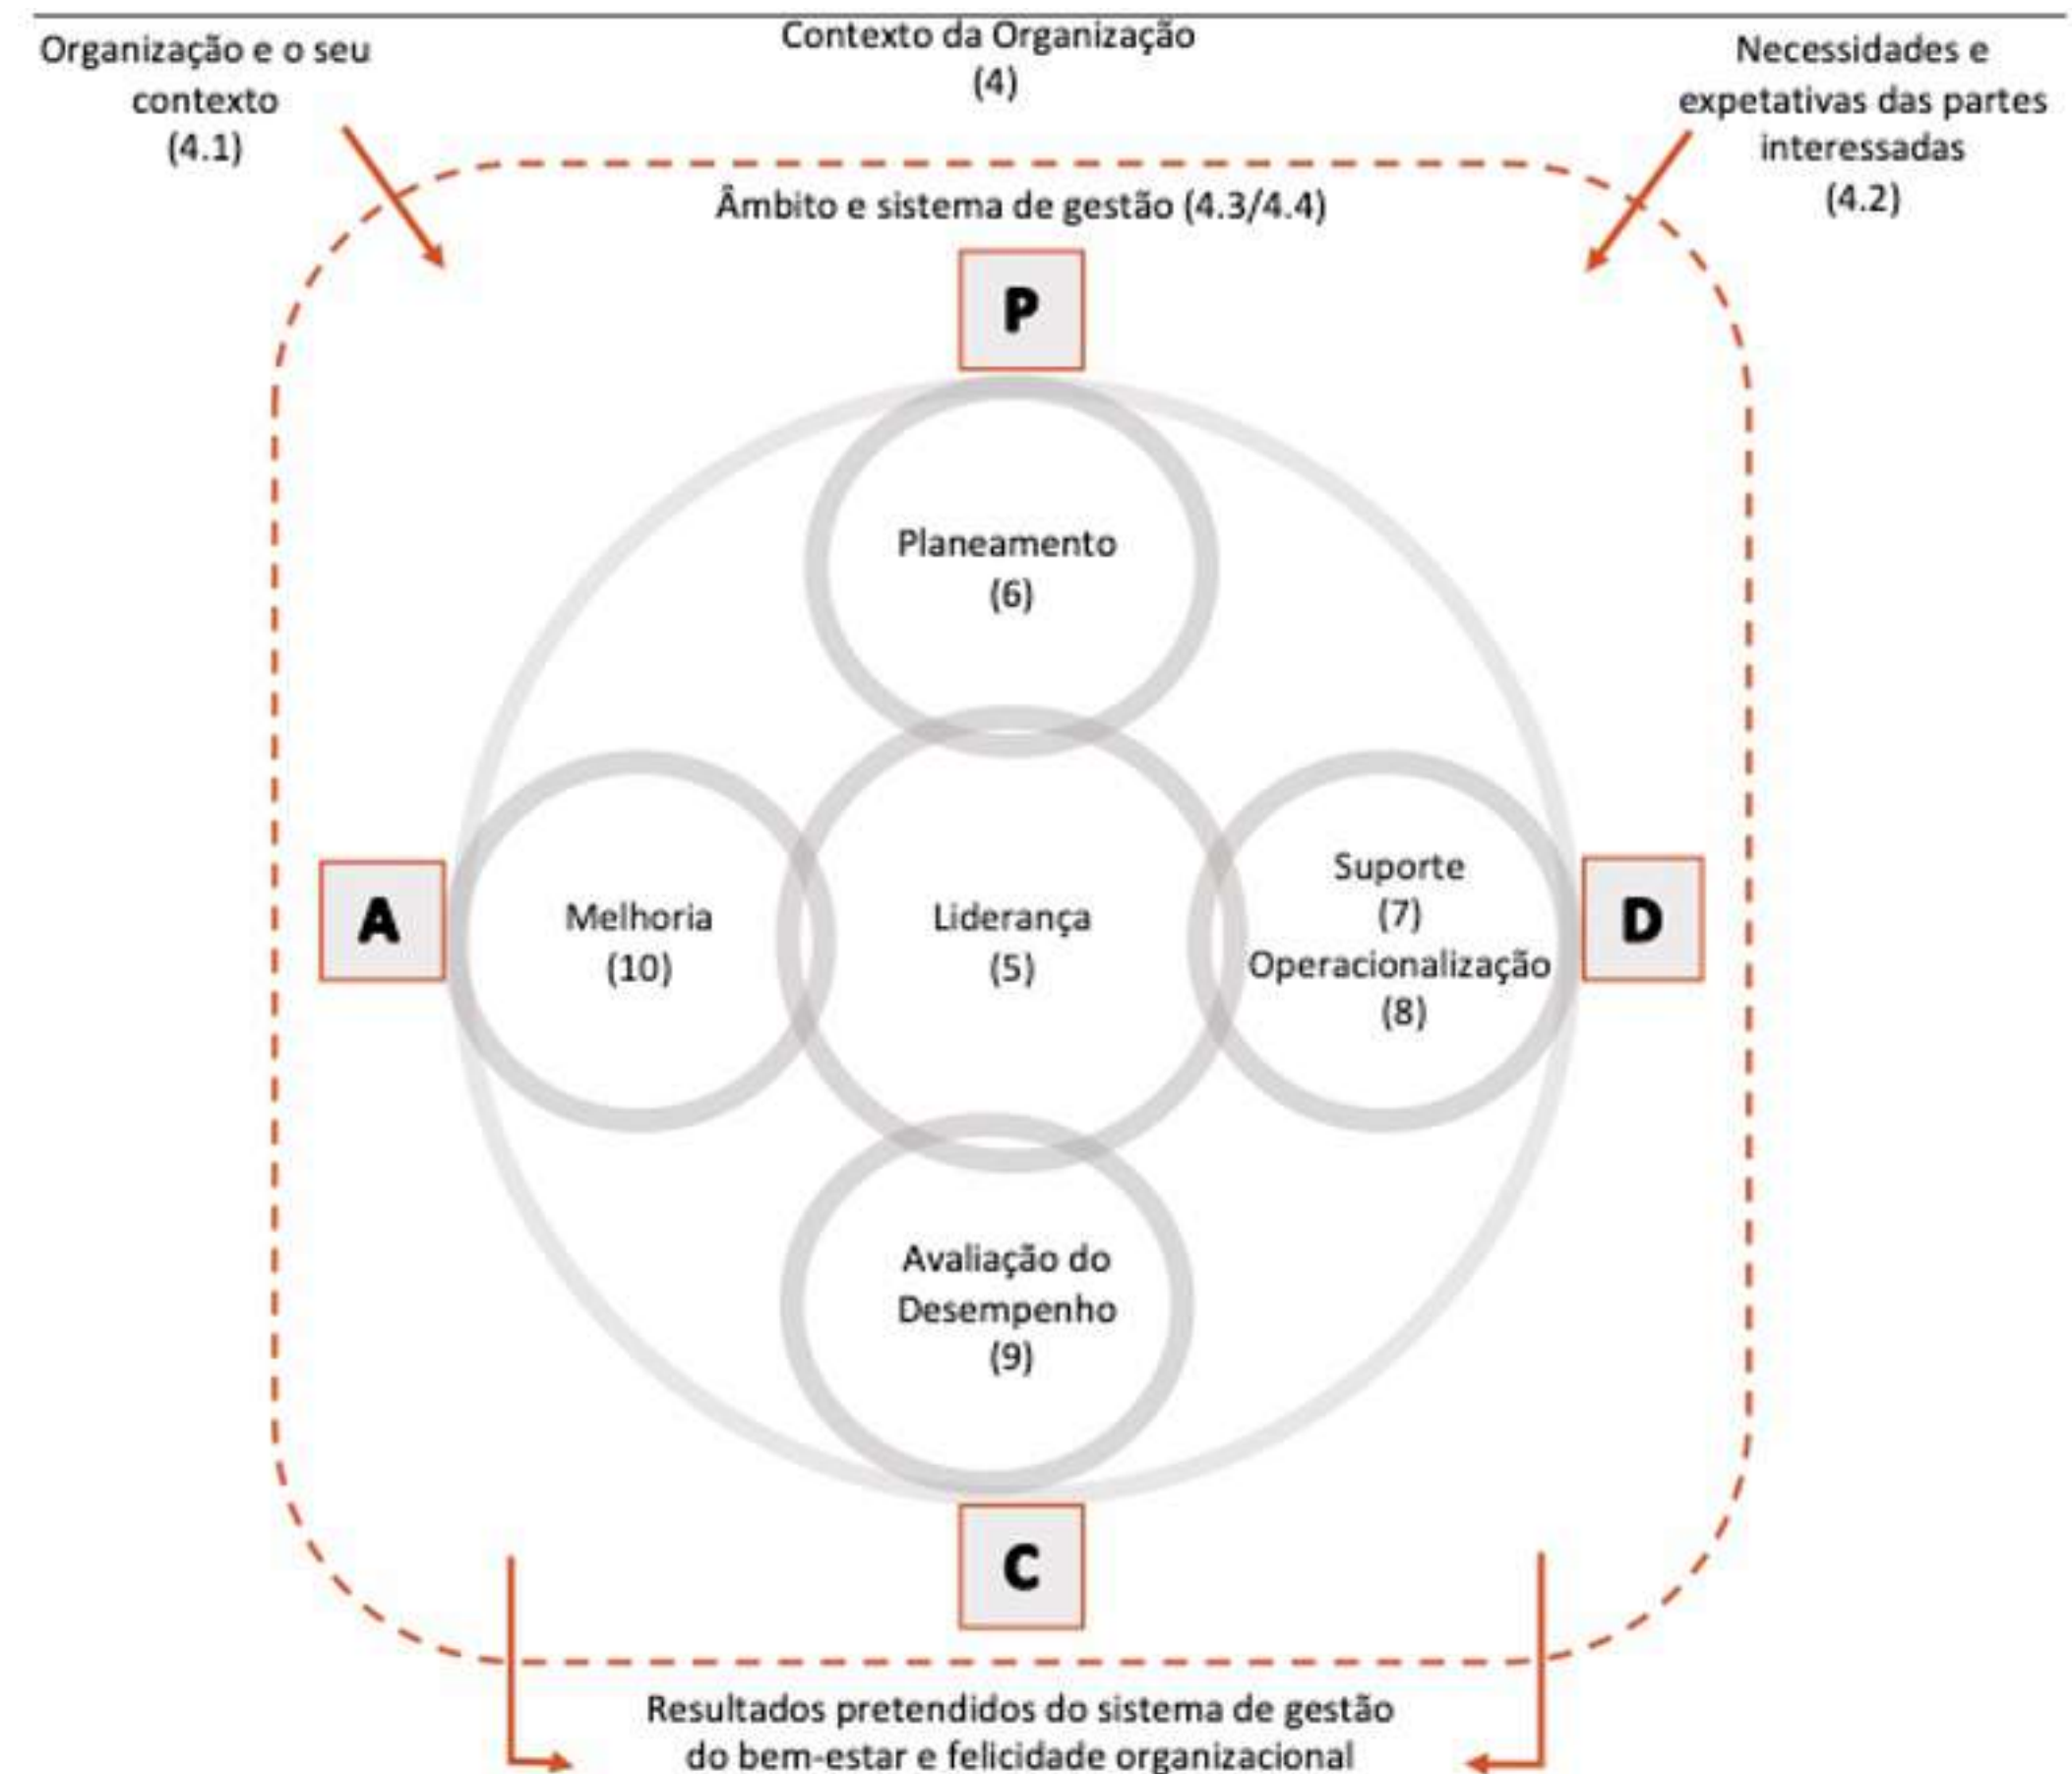 Organização e o seu
contexto
(4.1)
Contexto da Organização
(4)
Necessidades e
expetativas das partes
interessadas
(4.2)
Âmbito e sistema de gestão (4.3/4.4)
P
Planeamento
(6)
A
Melhoria
(10)
Liderança
(5)
Suporte
(7)
Operacionalização
(8)
D
Avaliação do
Desempenho
(9)
C
Resultados pretendidos do sistema de gestão
do bem-estar e felicidade organizacional